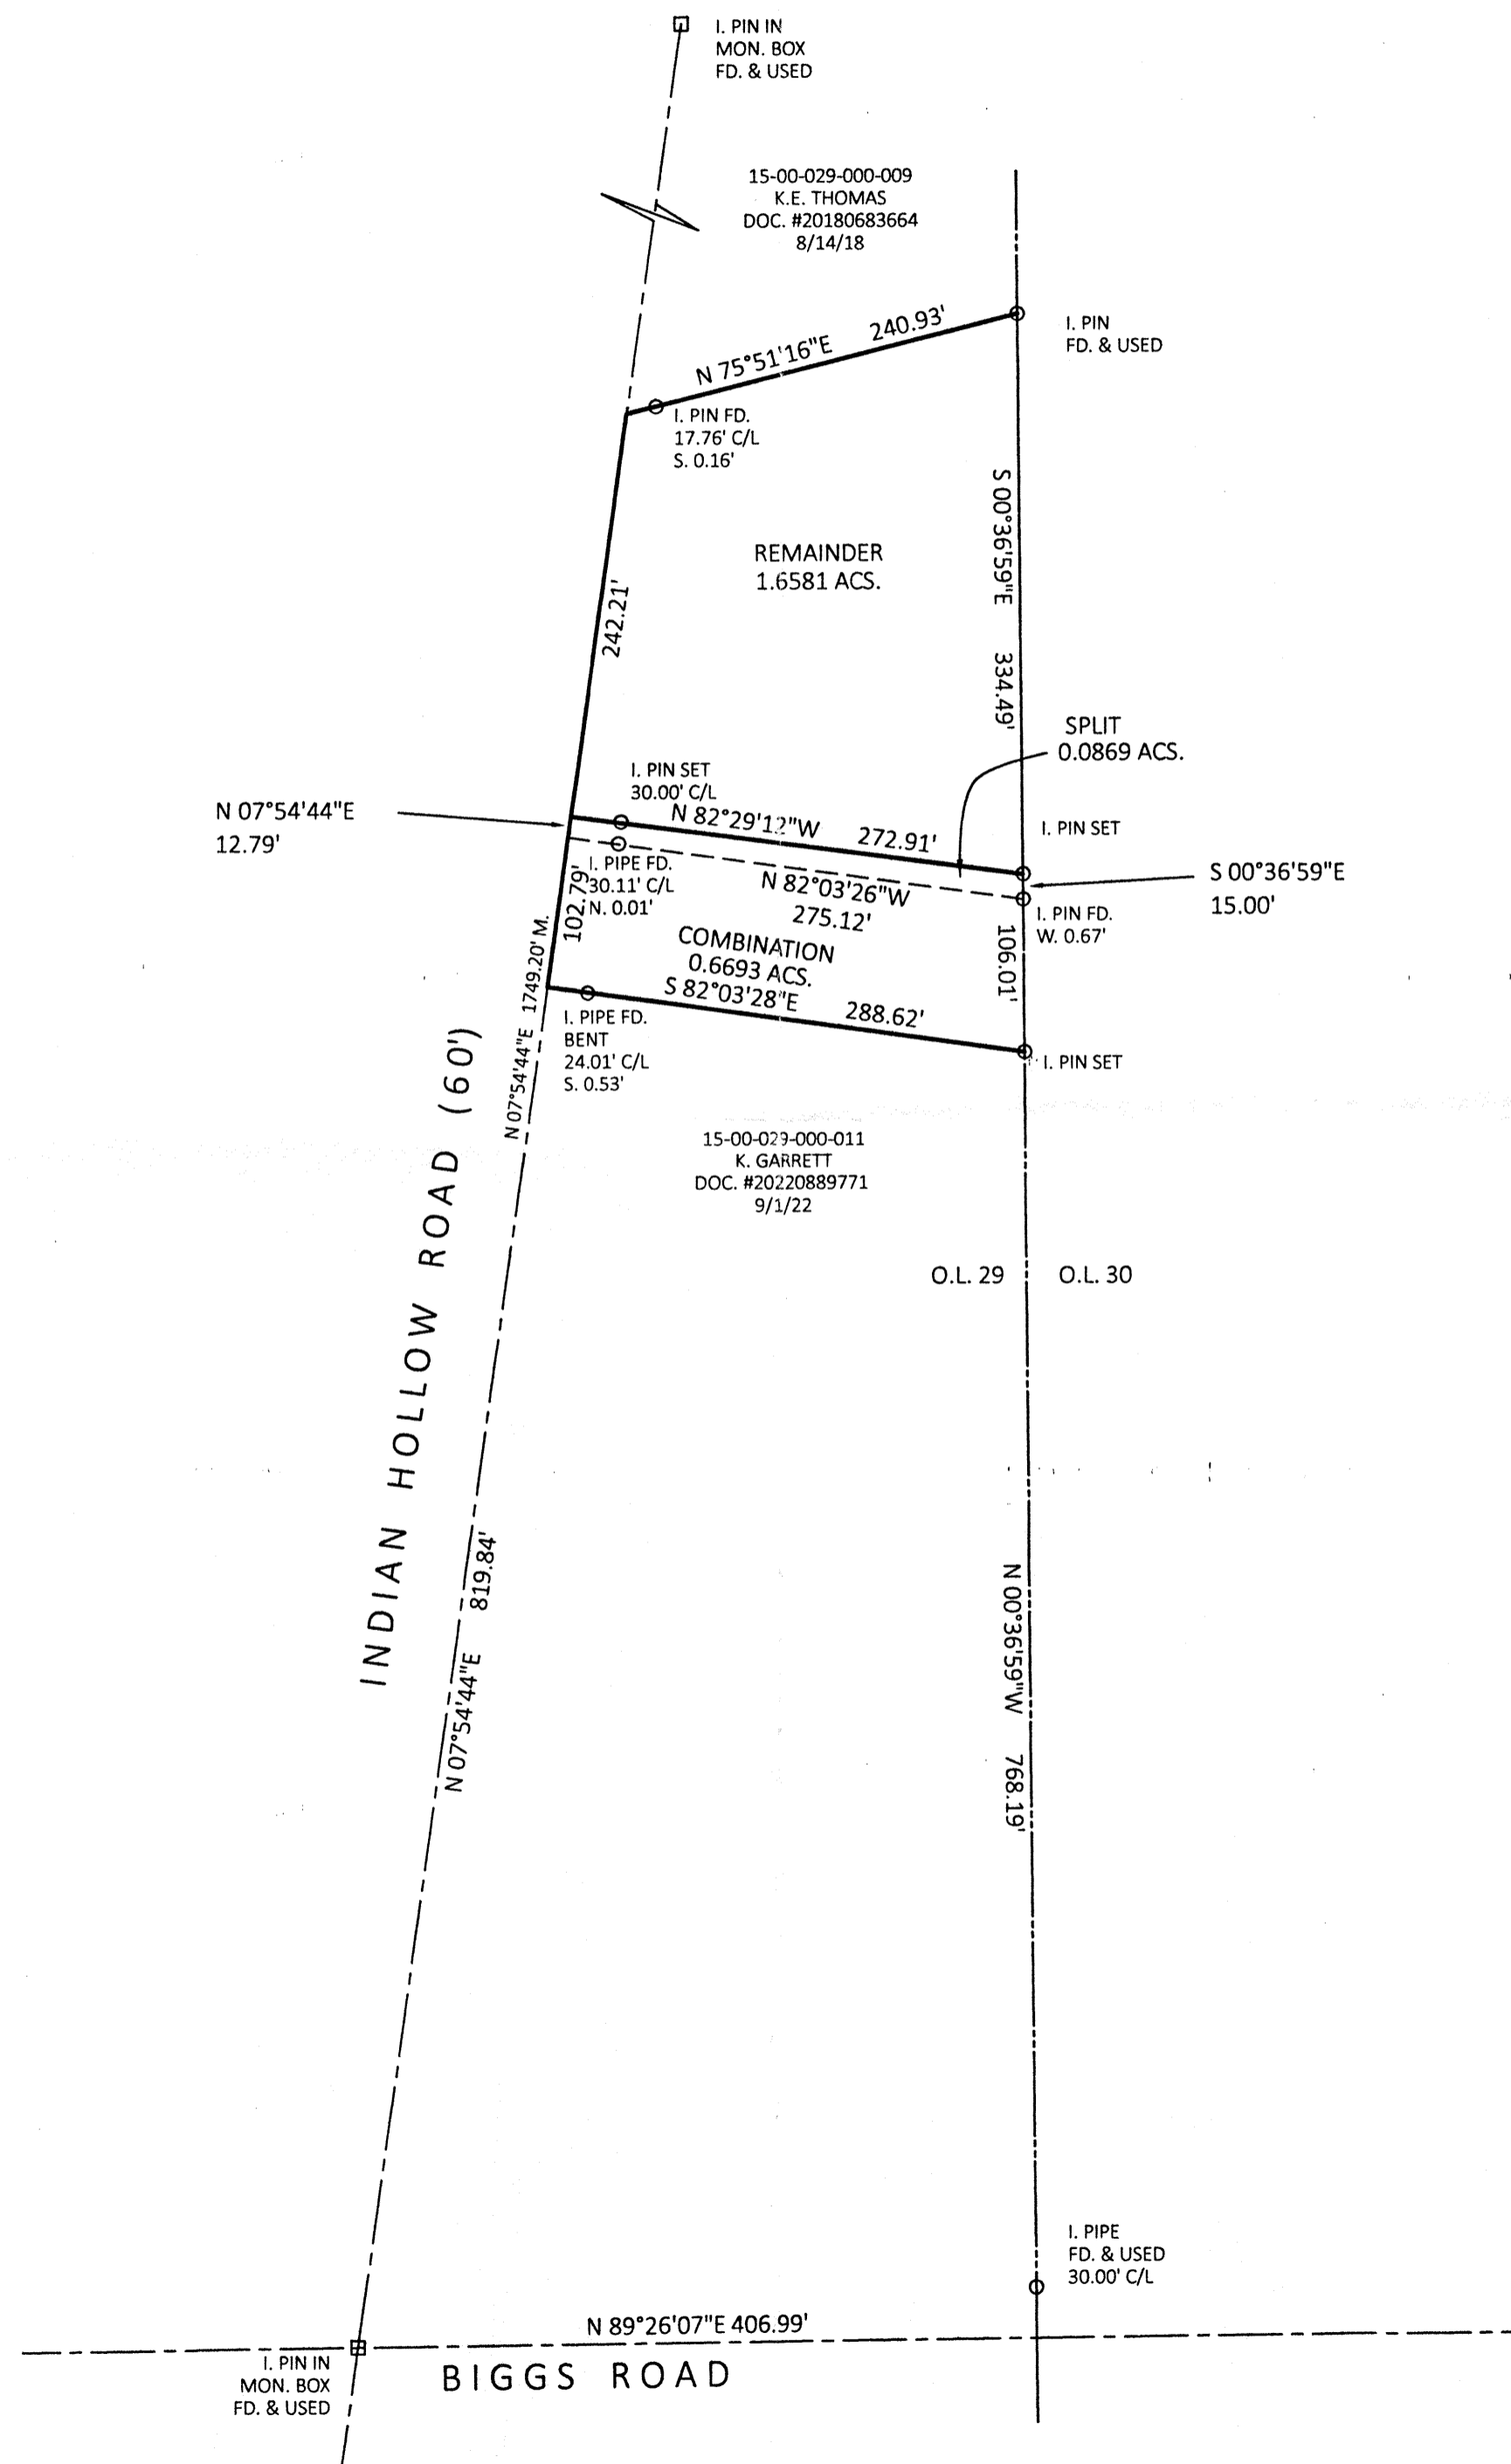 I. PIN IN
MON. BOX
FD. & USED
15-00-029-000-009
K.E. THOMAS
DOC. #20180683664
8/14/18
I. PIN
FD. & USED
N 75°51'16"E 240.93'
I. PIN FD.
17.76' C/L
S. 0.16'
S 00°36'59"E 334.49'
REMAINDER
1.6581 ACS.
242.21'
SPLIT
0.0869 ACS.
I. PIN SET
30.00' C/L
N 07°54'44"E
12.79'
N 82°29'12"W 272.91'
I. PIN SET
I. PIPE FD.
30.11' C/L
N. 0.01'
N 82°03'26"W
275.12'
S 00°36'59"E
15.00'
I. PIN FD.
W. 0.67'
102.79'
106.01'
COMBINATION
0.6693 ACS.
S 82°03'28"E 288.62'
N 07°54'44"E 1749.20' M.
I. PIPE FD.
BENT
24.01' C/L
S. 0.53'
I. PIN SET
15-00-029-000-011
K. GARRETT
DOC. #20220889771
9/1/22
INDIAN HOLLOW ROAD (60')
O.L. 29 O.L. 30
N 07°54'44"E 819.84'
N 00°36'59"W 768.19'
I. PIPE
FD. & USED
30.00' C/L
N 89°26'07"E 406.99'
I. PIN IN
MON. BOX
FD. & USED
BIGGS ROAD